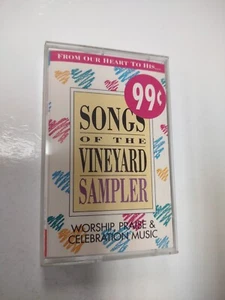 FROM OUR HEART TO HIS...
99¢
SONGS
OF THE
VINEYARD
SAMPLER
WORSHIP, PRAISE &
CELEBRATION MUSIC